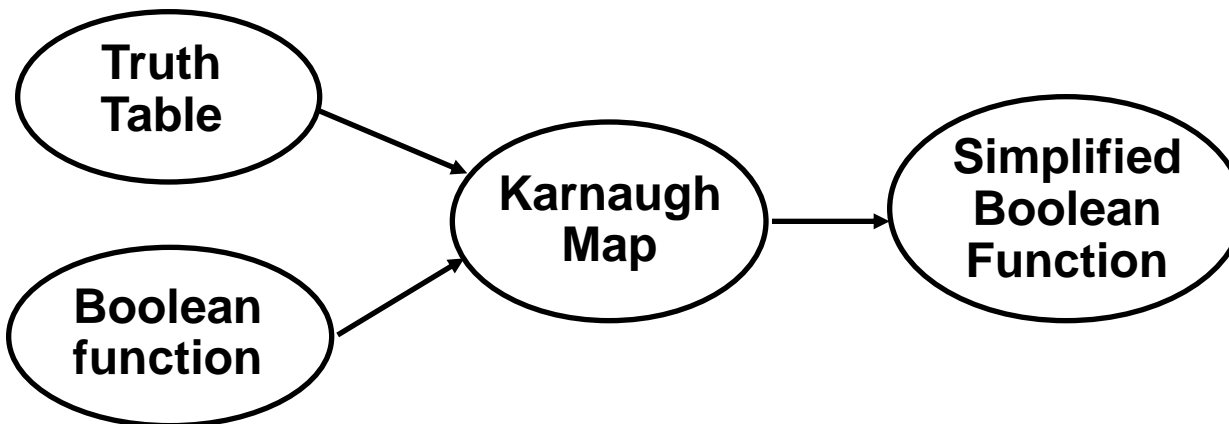 Truth
Table
Boolean
function
Karnaugh
Map
Simplified
Boolean
Function